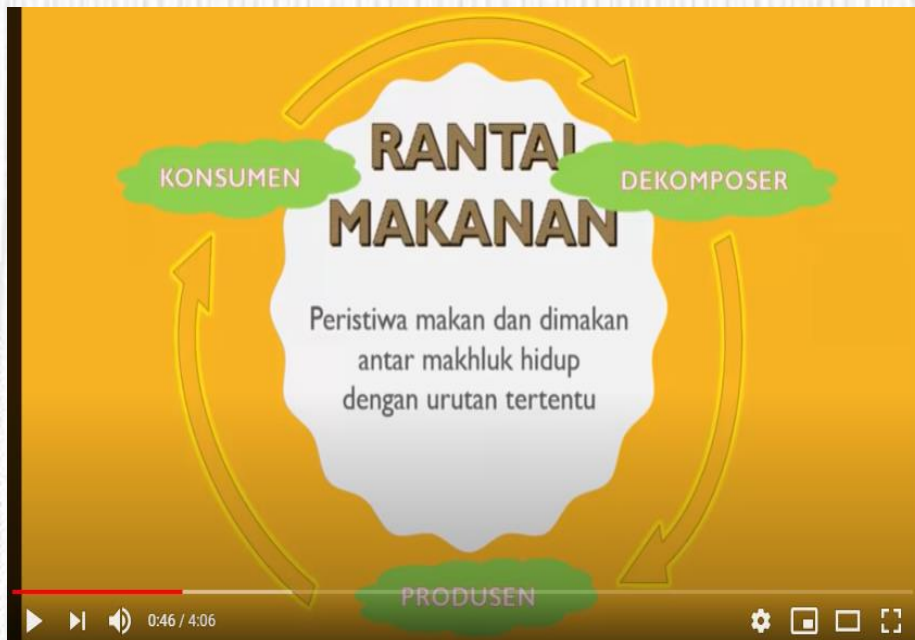 RANTAI
MAKANAN
KONSUMEN
DEKOMPOSER
Peristiwa makan dan dimakan
antar makhluk hidup
dengan urutan tertentu
PRODUSEN
0:46 / 4:06